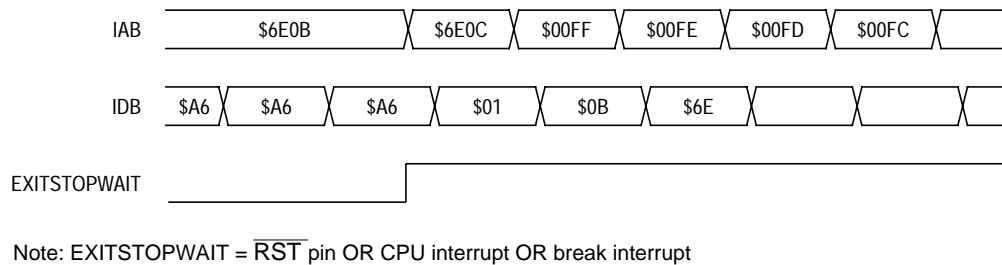 IAB $6E0B $6E0C $00FF $00FE $00FD $00FC
IDB $A6 $A6 $A6 $01 $0B $6E
EXITSTOPWAIT
Note: EXITSTOPWAIT = RST pin OR CPU interrupt OR break interrupt